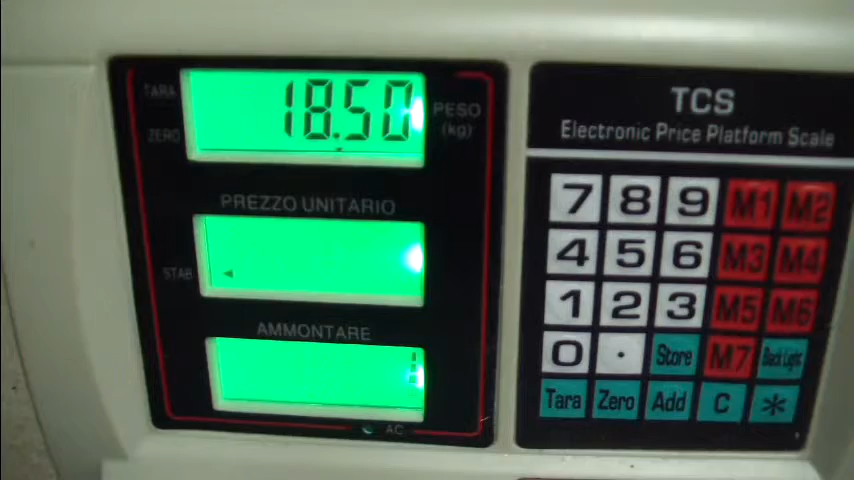 TARA
18.50
PESO
(kg)
ZERO
PREZZO UNITARIO
STAB
AMMONTARE
AC
TCS
Electronic Price Platform Scale
7 8 9 M1 M2
4 5 6 M3 M4
1 2 3 M5 M6
0 . Store M7 Back Light
Tara Zero Add C *